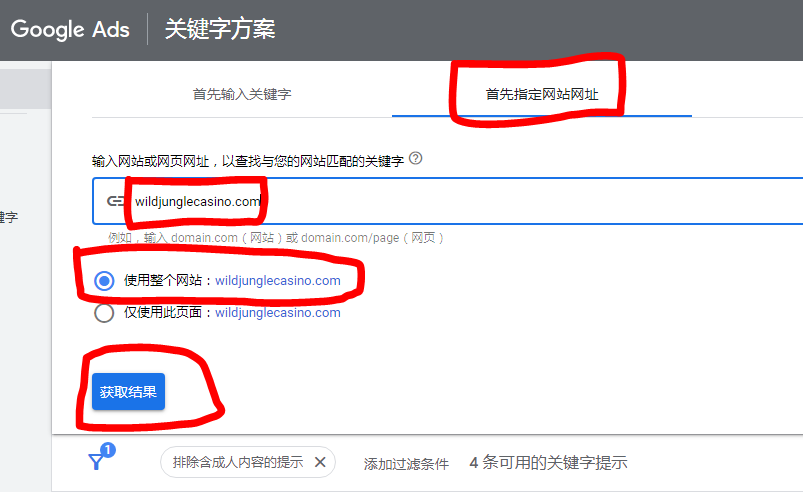 Google Ads 关键字方案
首先输入关键字 首先指定网站网址
输入网站或网页网址，以查找与您的网站匹配的关键字
wildjunglecasino.com
键字
例如，输入 domain.com（网站）或 domain.com/page（网页）
使用整个网站：wildjunglecasino.com
仅使用此页面：wildjunglecasino.com
获取结果
1
排除含成人内容的提示 添加过滤条件 4 条可用的关键字提示